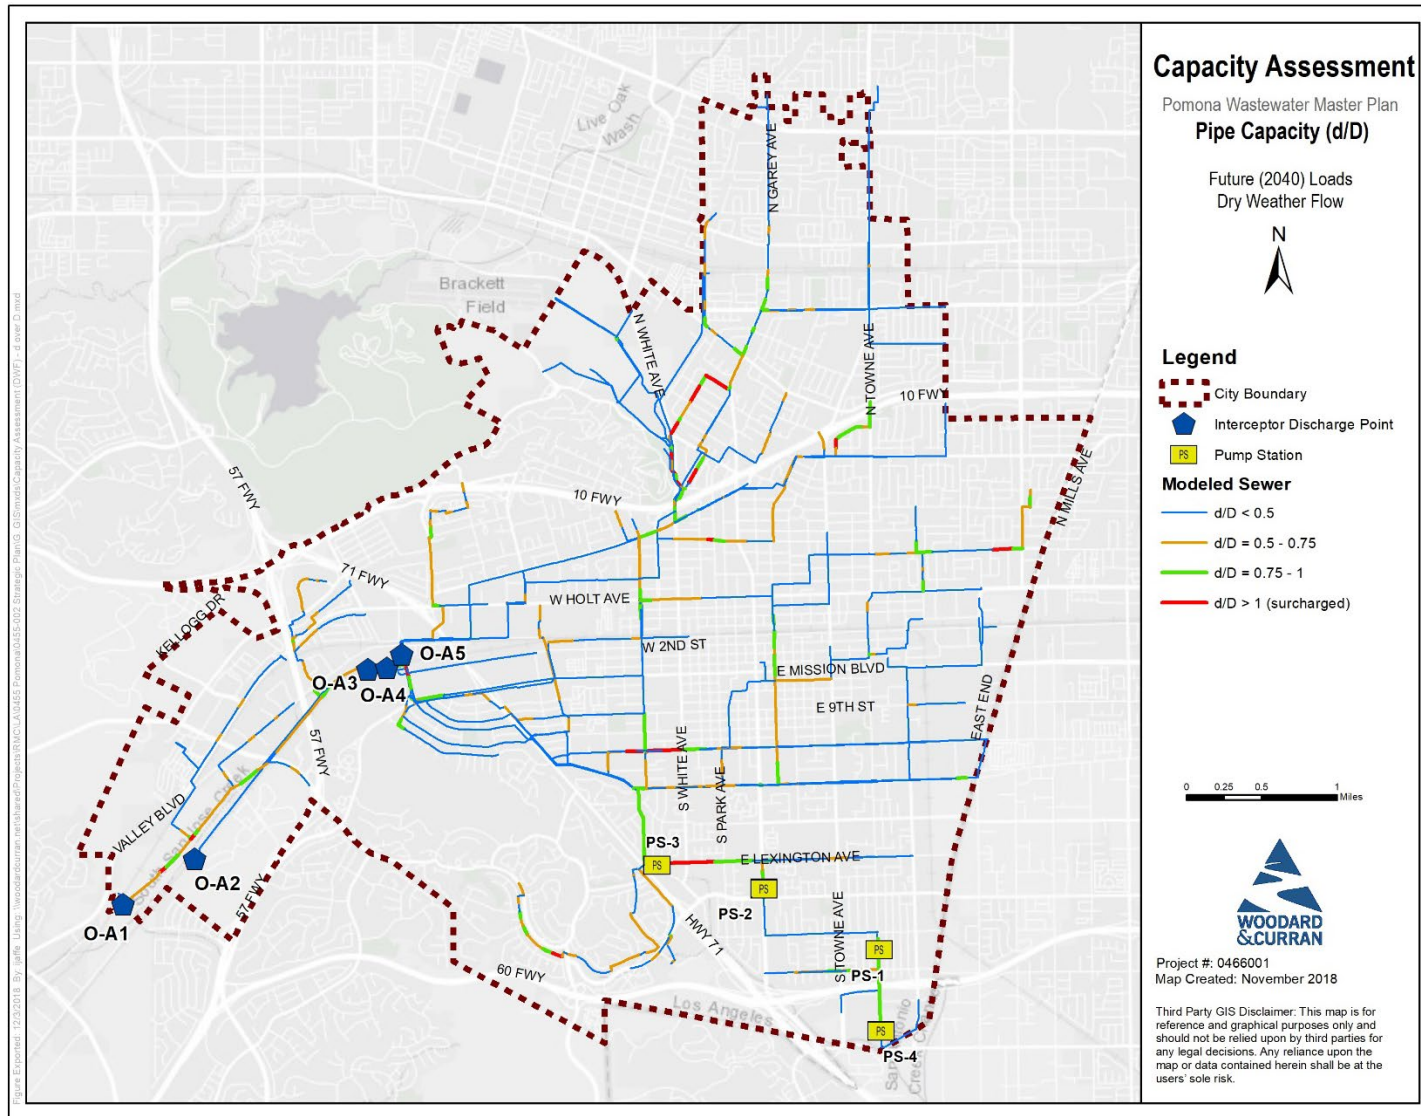 Capacity Assessment
Pomona Wastewater Master Plan
Pipe Capacity (d/D)
Future (2040) Loads
Dry Weather Flow
N
Legend
City Boundary
Interceptor Discharge Point
PS
Pump Station
Modeled Sewer
d/D < 0.5
d/D = 0.5 - 0.75
d/D = 0.75 - 1
d/D > 1 (surcharged)
0 0.25 0.5 1
Miles
WOODARD
&CURRAN
Project #: 0466001
Map Created: November 2018
Third Party GIS Disclaimer: This map is for
reference and graphical purposes only and
should not be relied upon by third parties for
any legal decisions. Any reliance upon the
map or data contained herein shall be at the
users' sole risk.
Live Oak
Wash
N GAREY AVE
Brackett
Field
N WHITE AVE
N TOWNE AVE
10 FWY
57 FWY
10 FWY
N MILLS AVE
71 FWY
KELLOGG DR
W HOLT AVE
W 2ND ST
O-A5
O-A3
O-A4
E MISSION BLVD
E 9TH ST
EAST END
57 FWY
S WHITE AVE
S PARK AVE
VALLEY BLVD
South San Jose Creek
PS-3
PS
E LEXINGTON AVE
O-A2
57 FWY
O-A1
PS
PS-2
HWY 71
S TOWNE AVE
PS
PS-1
60 FWY
Los Angeles
PS
PS-4
San Antonio